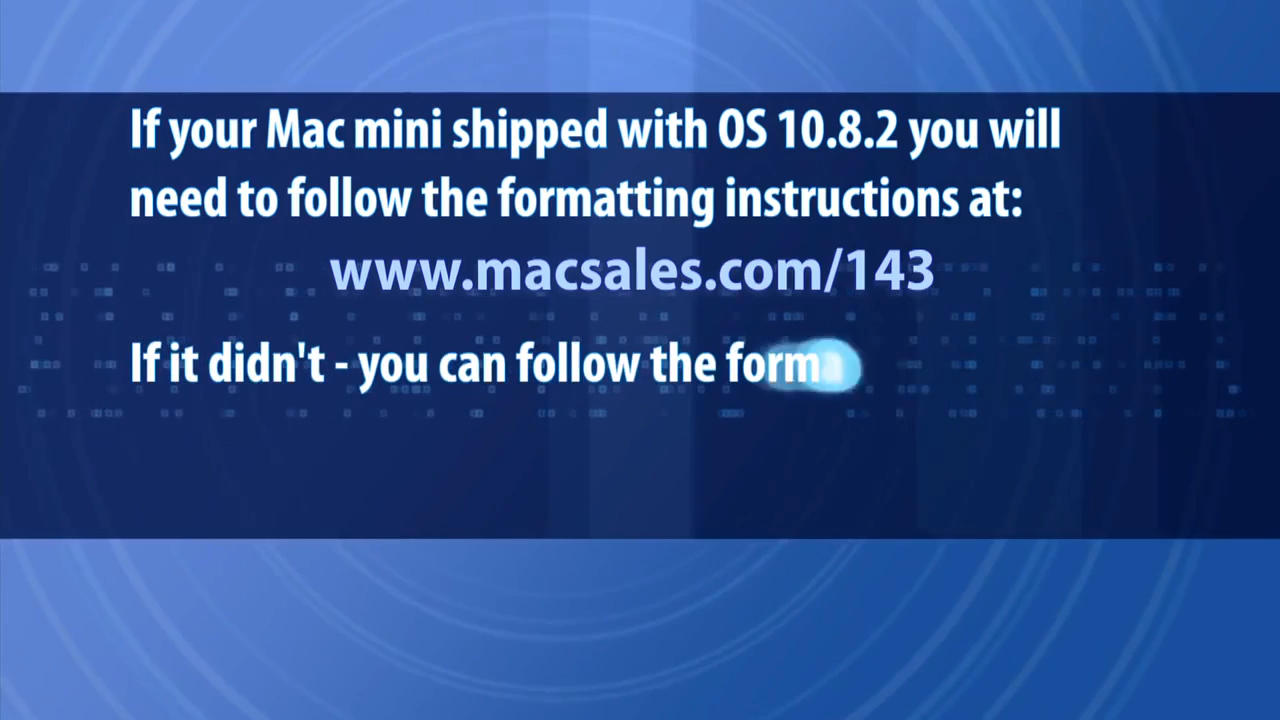 If your Mac mini shipped with OS 10.8.2 you will
need to follow the formatting instructions at:
www.macsales.com/143
If it didn't - you can follow the forma